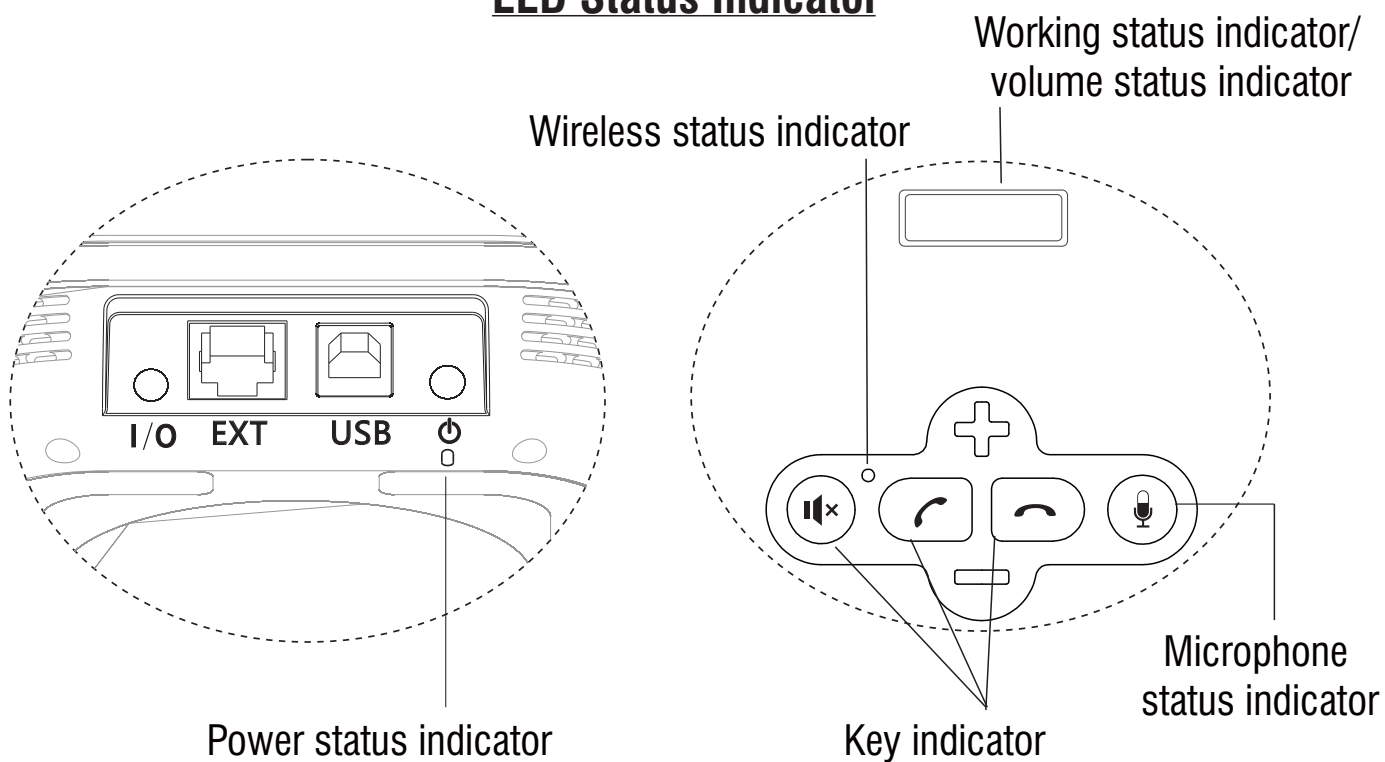 LED Status Indicator
Working status indicator/
volume status indicator
Wireless status indicator
I/O EXT USB
Power status indicator
Key indicator
Microphone
status indicator